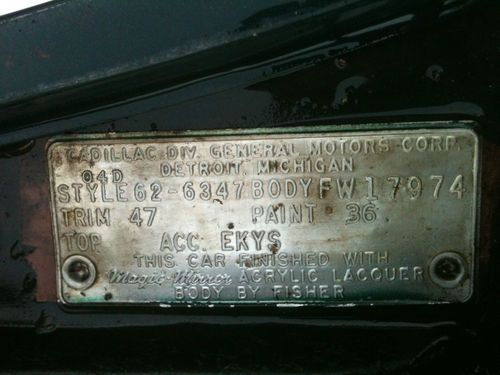 CADILLAC DIV. GENERAL MOTORS CORP.
DETROIT, MICHIGAN
04D
STYLE 62-6347 BODY FW 17974
TRIM 47 PAINT 36
TOP ACC. EKYS
THIS CAR FINISHED WITH
Magic-Mirror ACRYLIC LACQUER
BODY BY FISHER